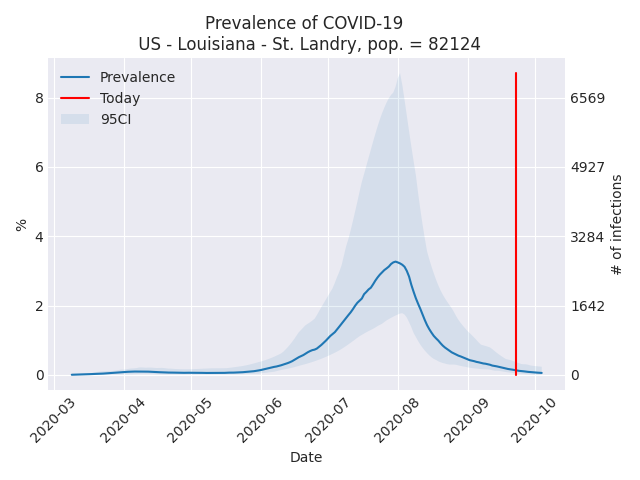 Prevalence of COVID-19
US - Louisiana - St. Landry, pop. = 82124
Prevalence
Today
95CI
8
6
4
2
0
%
6569
4927
3284
1642
0
# of infections
2020-03
2020-04
2020-05
2020-06
2020-07
2020-08
2020-09
2020-10
Date